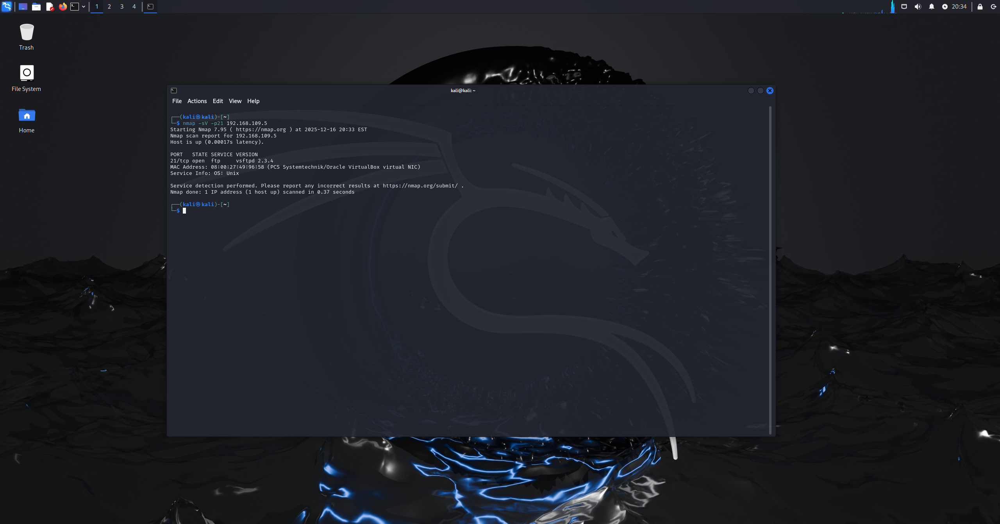 1 2 3 4
20:34
Trash
File System
Home
kali@kali: ~
File Actions Edit View Help
┌──(kali㉿kali)-[~]
└─$ nmap -sV -p21 192.168.109.5
Starting Nmap 7.95 ( https://nmap.org ) at 2025-12-16 20:33 EST
Nmap scan report for 192.168.109.5
Host is up (0.00017s latency).
PORT   STATE SERVICE VERSION
21/tcp open  ftp     vsftpd 2.3.4
MAC Address: 08:00:27:49:96:58 (PCS Systemtechnik/Oracle VirtualBox virtual NIC)
Service Info: OS: Unix
Service detection performed. Please report any incorrect results at https://nmap.org/submit/ .
Nmap done: 1 IP address (1 host up) scanned in 0.37 seconds
┌──(kali㉿kali)-[~]
└─$